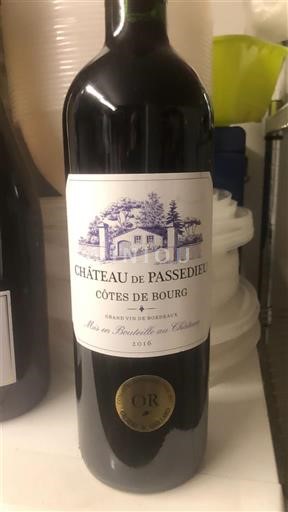 CHÂTEAU DE PASSEDIEU
CÔTES DE BOURG
GRAND VIN DE BORDEAUX
Mis en Bouteille au Château
2016
OR